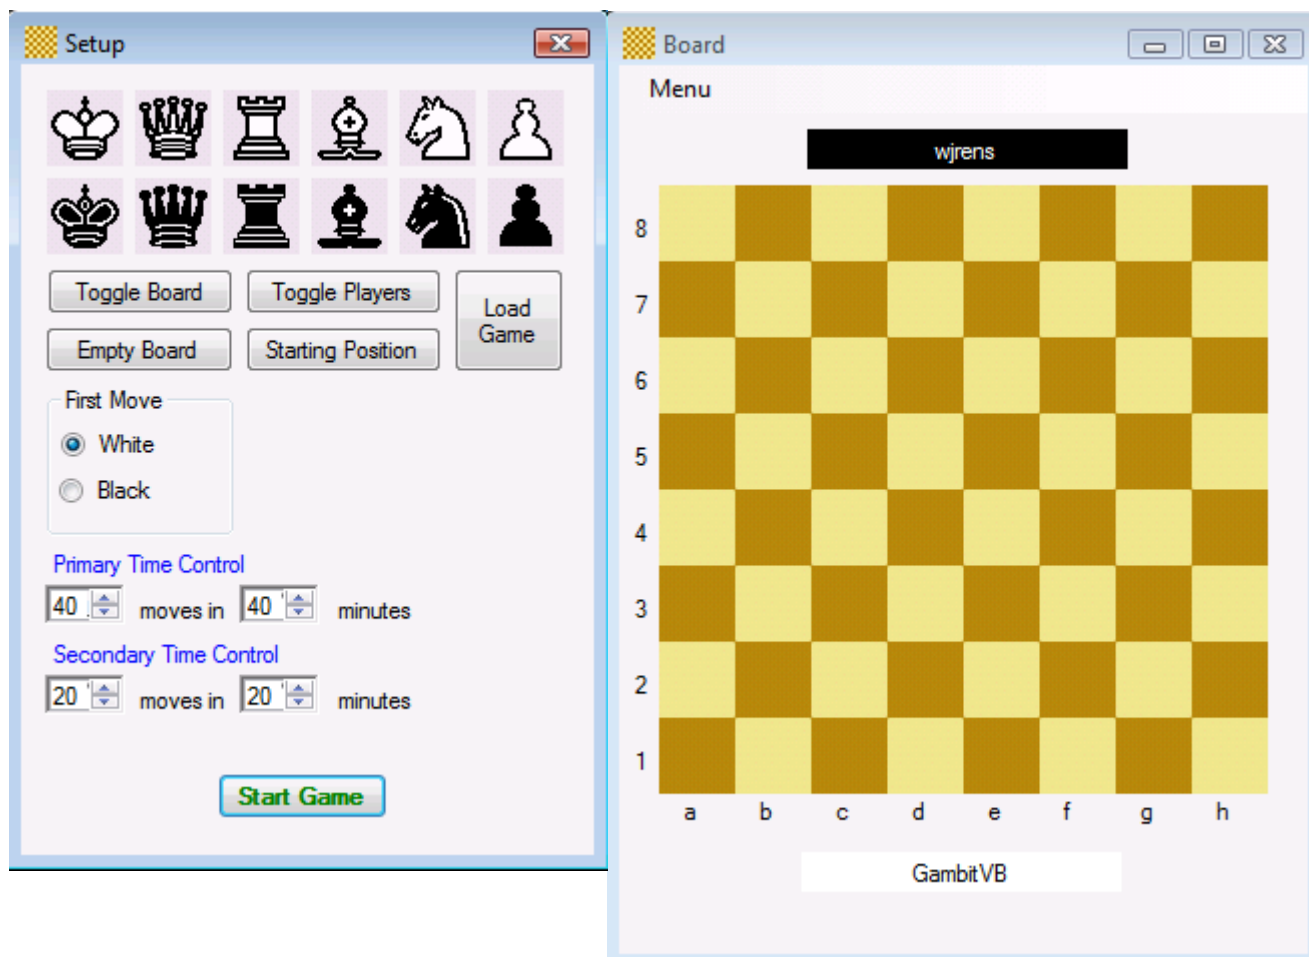 Setup
Toggle Board
Toggle Players
Load
Game
Empty Board
Starting Position
First Move
White
Black
Primary Time Control
40 moves in 40 minutes
Secondary Time Control
20 moves in 20 minutes
Start Game
Board
Menu
wjrens
8
7
6
5
4
3
2
1
a b c d e f g h
GambitVB